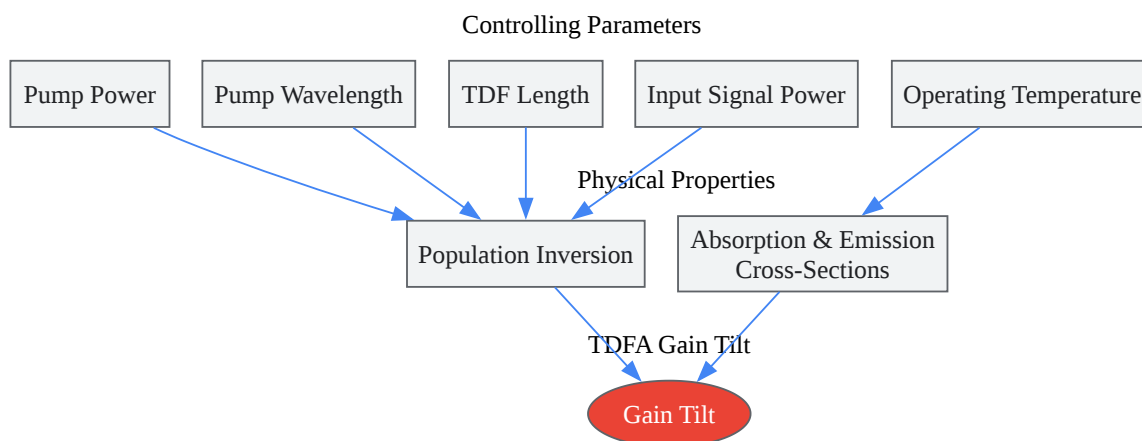 Controlling Parameters
Pump Power
Pump Wavelength
TDF Length
Input Signal Power
Operating Temperature
Physical Properties
Population Inversion
Absorption & Emission
Cross-Sections
TDFA Gain Tilt
Gain Tilt